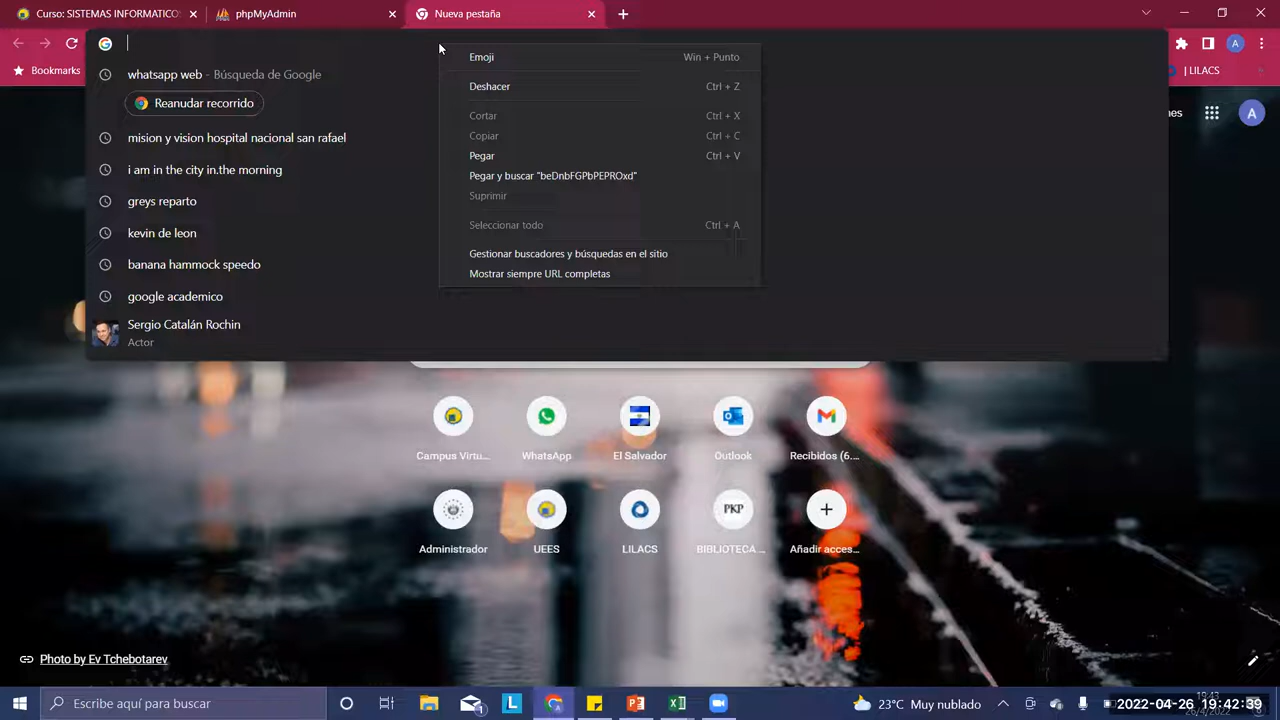 Curso: SISTEMAS INFORMATICOS
phpMyAdmin
Nueva pestaña
Bookmarks
| LILACS
A
whatsapp web - Búsqueda de Google
Reanudar recorrido
mision y vision hospital nacional san rafael
i am in the city in.the morning
greys reparto
kevin de leon
banana hammock speedo
google academico
Sergio Catalán Rochin
Actor
Emoji Win + Punto
Deshacer Ctrl + Z
Cortar Ctrl + X
Copiar Ctrl + C
Pegar Ctrl + V
Pegar y buscar "beDnbFGPbPEPROxd"
Suprimir
Seleccionar todo Ctrl + A
Gestionar buscadores y búsquedas en el sitio
Mostrar siempre URL completas
nes
A
Campus Virtu... WhatsApp El Salvador Outlook Recibidos (6....
PKP
Administrador UEES LILACS BIBLIOTECA ... Añadir acces...
Photo by Ev Tchebotarev
Escribe aquí para buscar
23°C Muy nublado
19:43
2022-04-26 19:42:39